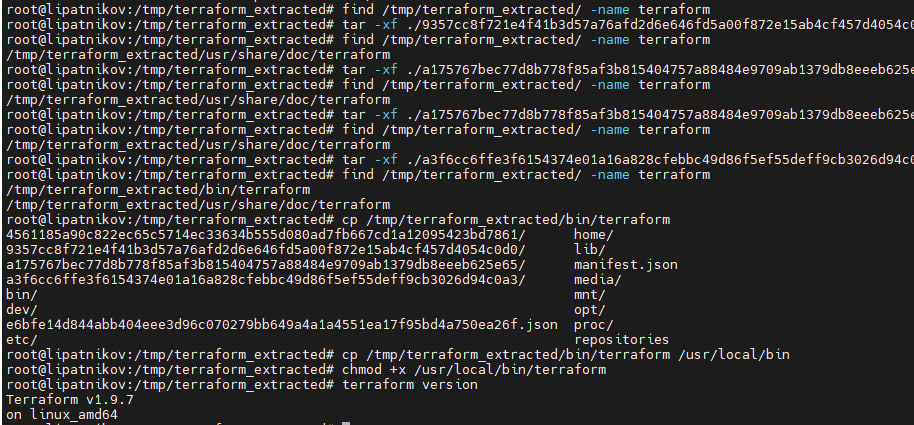 root@lipatnikov:/tmp/terraform_extracted# find /tmp/terraform_extracted/ -name terraform
root@lipatnikov:/tmp/terraform_extracted# tar -xf ./9357cc8f721e4f41b3d57a76afd2d6e646fd5a00f872e15ab4cf457d4054c0
root@lipatnikov:/tmp/terraform_extracted# find /tmp/terraform_extracted/ -name terraform
/tmp/terraform_extracted/usr/share/doc/terraform
root@lipatnikov:/tmp/terraform_extracted# tar -xf ./a175767bec77d8b778f85af3b815404757a88484e9709ab1379db8eeeb625e
root@lipatnikov:/tmp/terraform_extracted# find /tmp/terraform_extracted/ -name terraform
/tmp/terraform_extracted/usr/share/doc/terraform
root@lipatnikov:/tmp/terraform_extracted# tar -xf ./a175767bec77d8b778f85af3b815404757a88484e9709ab1379db8eeeb625e
root@lipatnikov:/tmp/terraform_extracted# find /tmp/terraform_extracted/ -name terraform
/tmp/terraform_extracted/usr/share/doc/terraform
root@lipatnikov:/tmp/terraform_extracted# tar -xf ./a3f6cc6ffe3f6154374e01a16a828cfebbc49d86f5ef55deff9cb3026d94c0
root@lipatnikov:/tmp/terraform_extracted# find /tmp/terraform_extracted/ -name terraform
/tmp/terraform_extracted/bin/terraform
/tmp/terraform_extracted/usr/share/doc/terraform
root@lipatnikov:/tmp/terraform_extracted# cp /tmp/terraform_extracted/bin/terraform
4561185a90c822ec65c5714ec33634b555d080ad7fb667cd1a12095423bd7861/ home/
9357cc8f721e4f41b3d57a76afd2d6e646fd5a00f872e15ab4cf457d4054c0d0/ lib/
a175767bec77d8b778f85af3b815404757a88484e9709ab1379db8eeeb625e65/ manifest.json
a3f6cc6ffe3f6154374e01a16a828cfebbc49d86f5ef55deff9cb3026d94c0a3/ media/
bin/ mnt/
dev/ opt/
e6bfe14d844abb404eee3d96c070279bb649a4a1a4551ea17f95bd4a750ea26f.json proc/
etc/ repositories
root@lipatnikov:/tmp/terraform_extracted# cp /tmp/terraform_extracted/bin/terraform /usr/local/bin
root@lipatnikov:/tmp/terraform_extracted# chmod +x /usr/local/bin/terraform
root@lipatnikov:/tmp/terraform_extracted# terraform version
Terraform v1.9.7
on linux_amd64